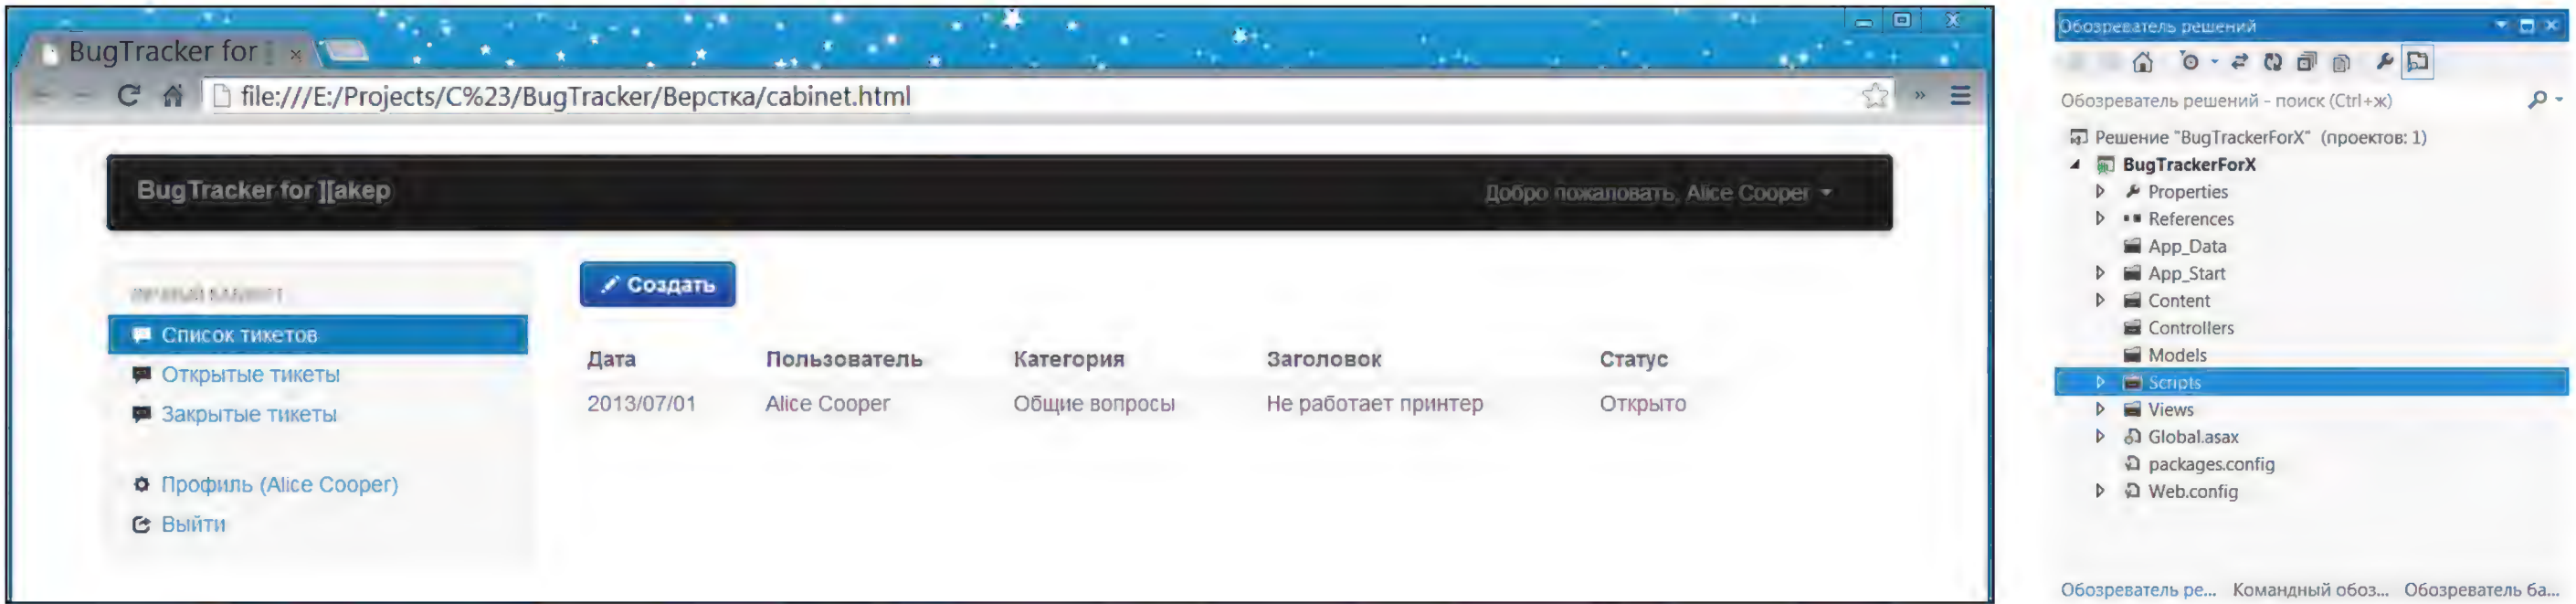 BugTracker for
file:///E:/Projects/C%23/BugTracker/Верстка/cabinet.html
BugTracker for ][akep
Добро пожаловать, Alice Cooper
ЛИЧНЫЙ КАБИНЕТ
Список тикетов
Открытые тикеты
Закрытые тикеты
Профиль (Alice Cooper)
Выйти
Создать
Дата Пользователь Категория Заголовок Статус
2013/07/01 Alice Cooper Общие вопросы Не работает принтер Открыто
Обозреватель решений
Обозреватель решений - поиск (Ctrl+ж)
Решение "BugTrackerForX" (проектов: 1)
BugTrackerForX
Properties
References
App_Data
App_Start
Content
Controllers
Models
Scripts
Views
Global.asax
packages.config
Web.config
Обозреватель ре... Командный обоз... Обозреватель ба...